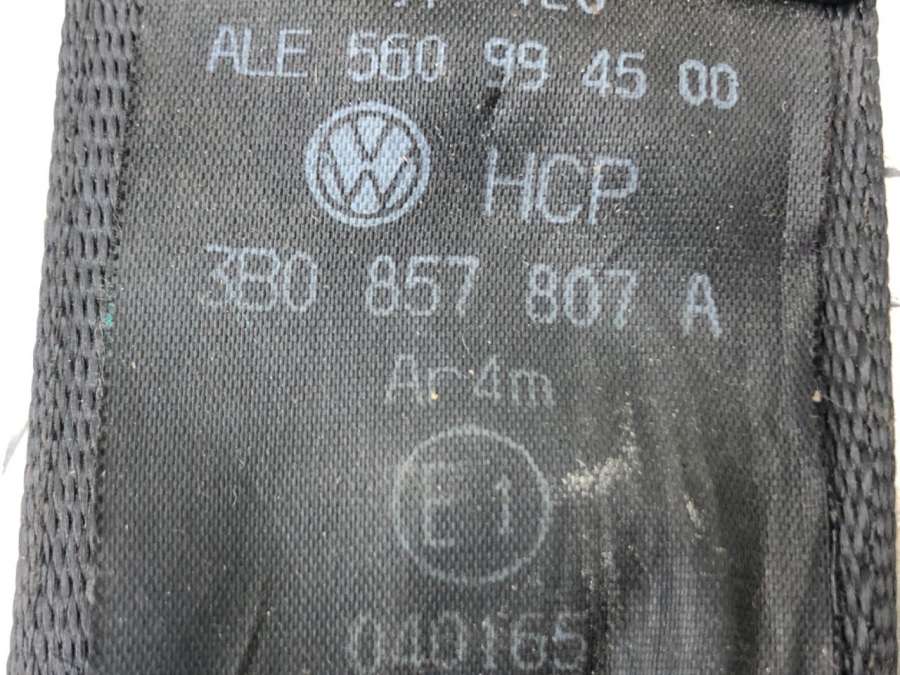 ALE 560 99 45 00
HCP
3B0 857 807 A
Ar4m
E1
040165